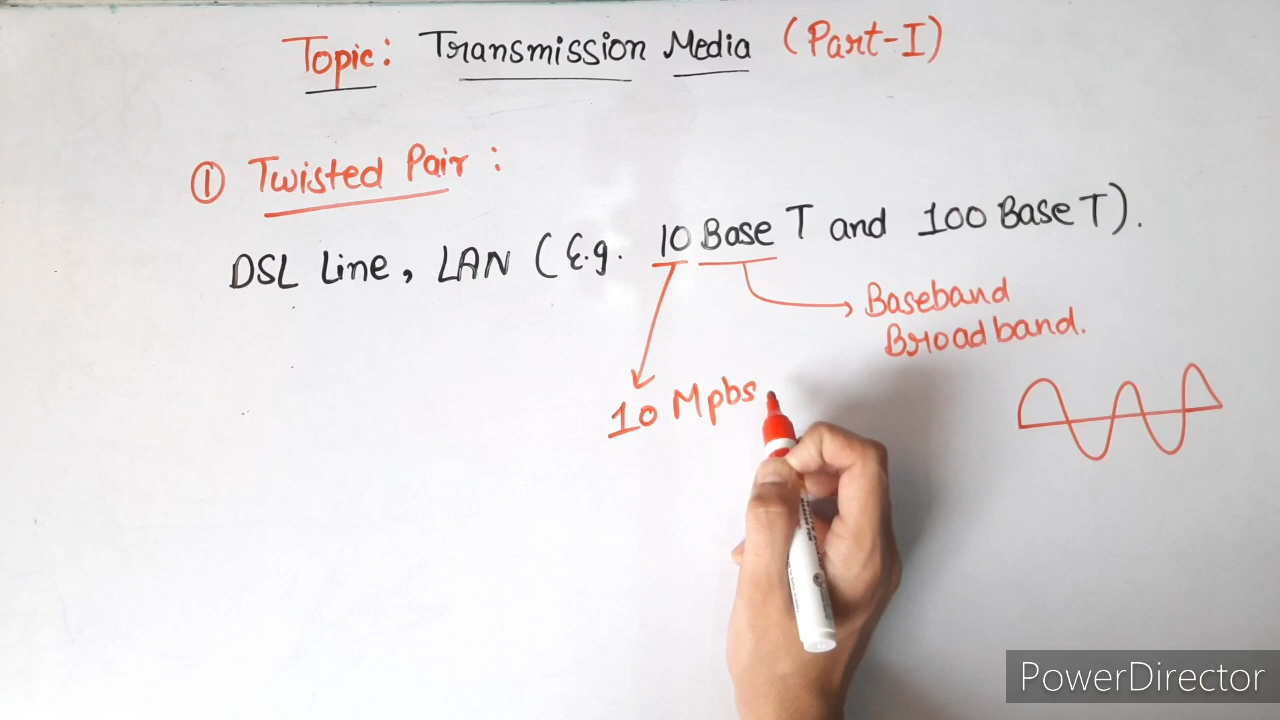 Topic: Transmission Media (Part-I)
① Twisted Pair:
DSL Line, LAN (E.g. 10 Base T and 100 Base T).
Baseband
Broadband.
10 Mpbs
PowerDirector